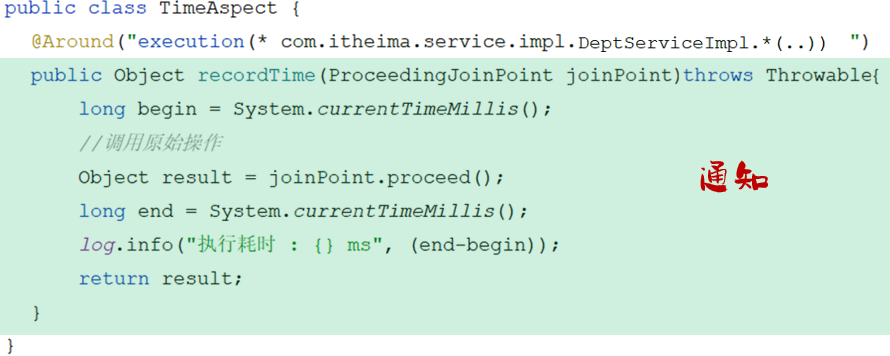 public class TimeAspect {
@Around("execution(* com.itheima.service.impl.DeptServiceImpl.*(..))  ")
public Object recordTime(ProceedingJoinPoint joinPoint)throws Throwable{
long begin = System.currentTimeMillis();
//调用原始操作
Object result = joinPoint.proceed();
通知
long end = System.currentTimeMillis();
log.info("执行耗时 : {} ms", (end-begin));
return result;
}
}